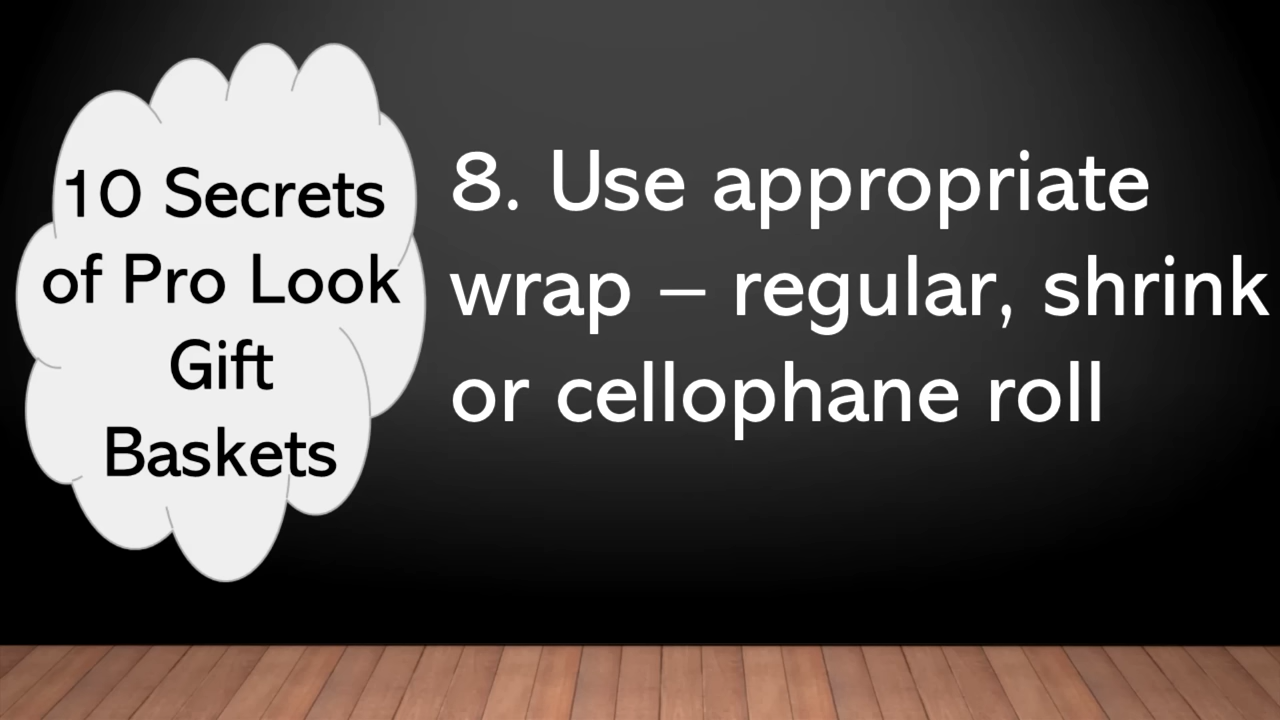 10 Secrets
of Pro Look
Gift
Baskets
8. Use appropriate
wrap – regular, shrink
or cellophane roll